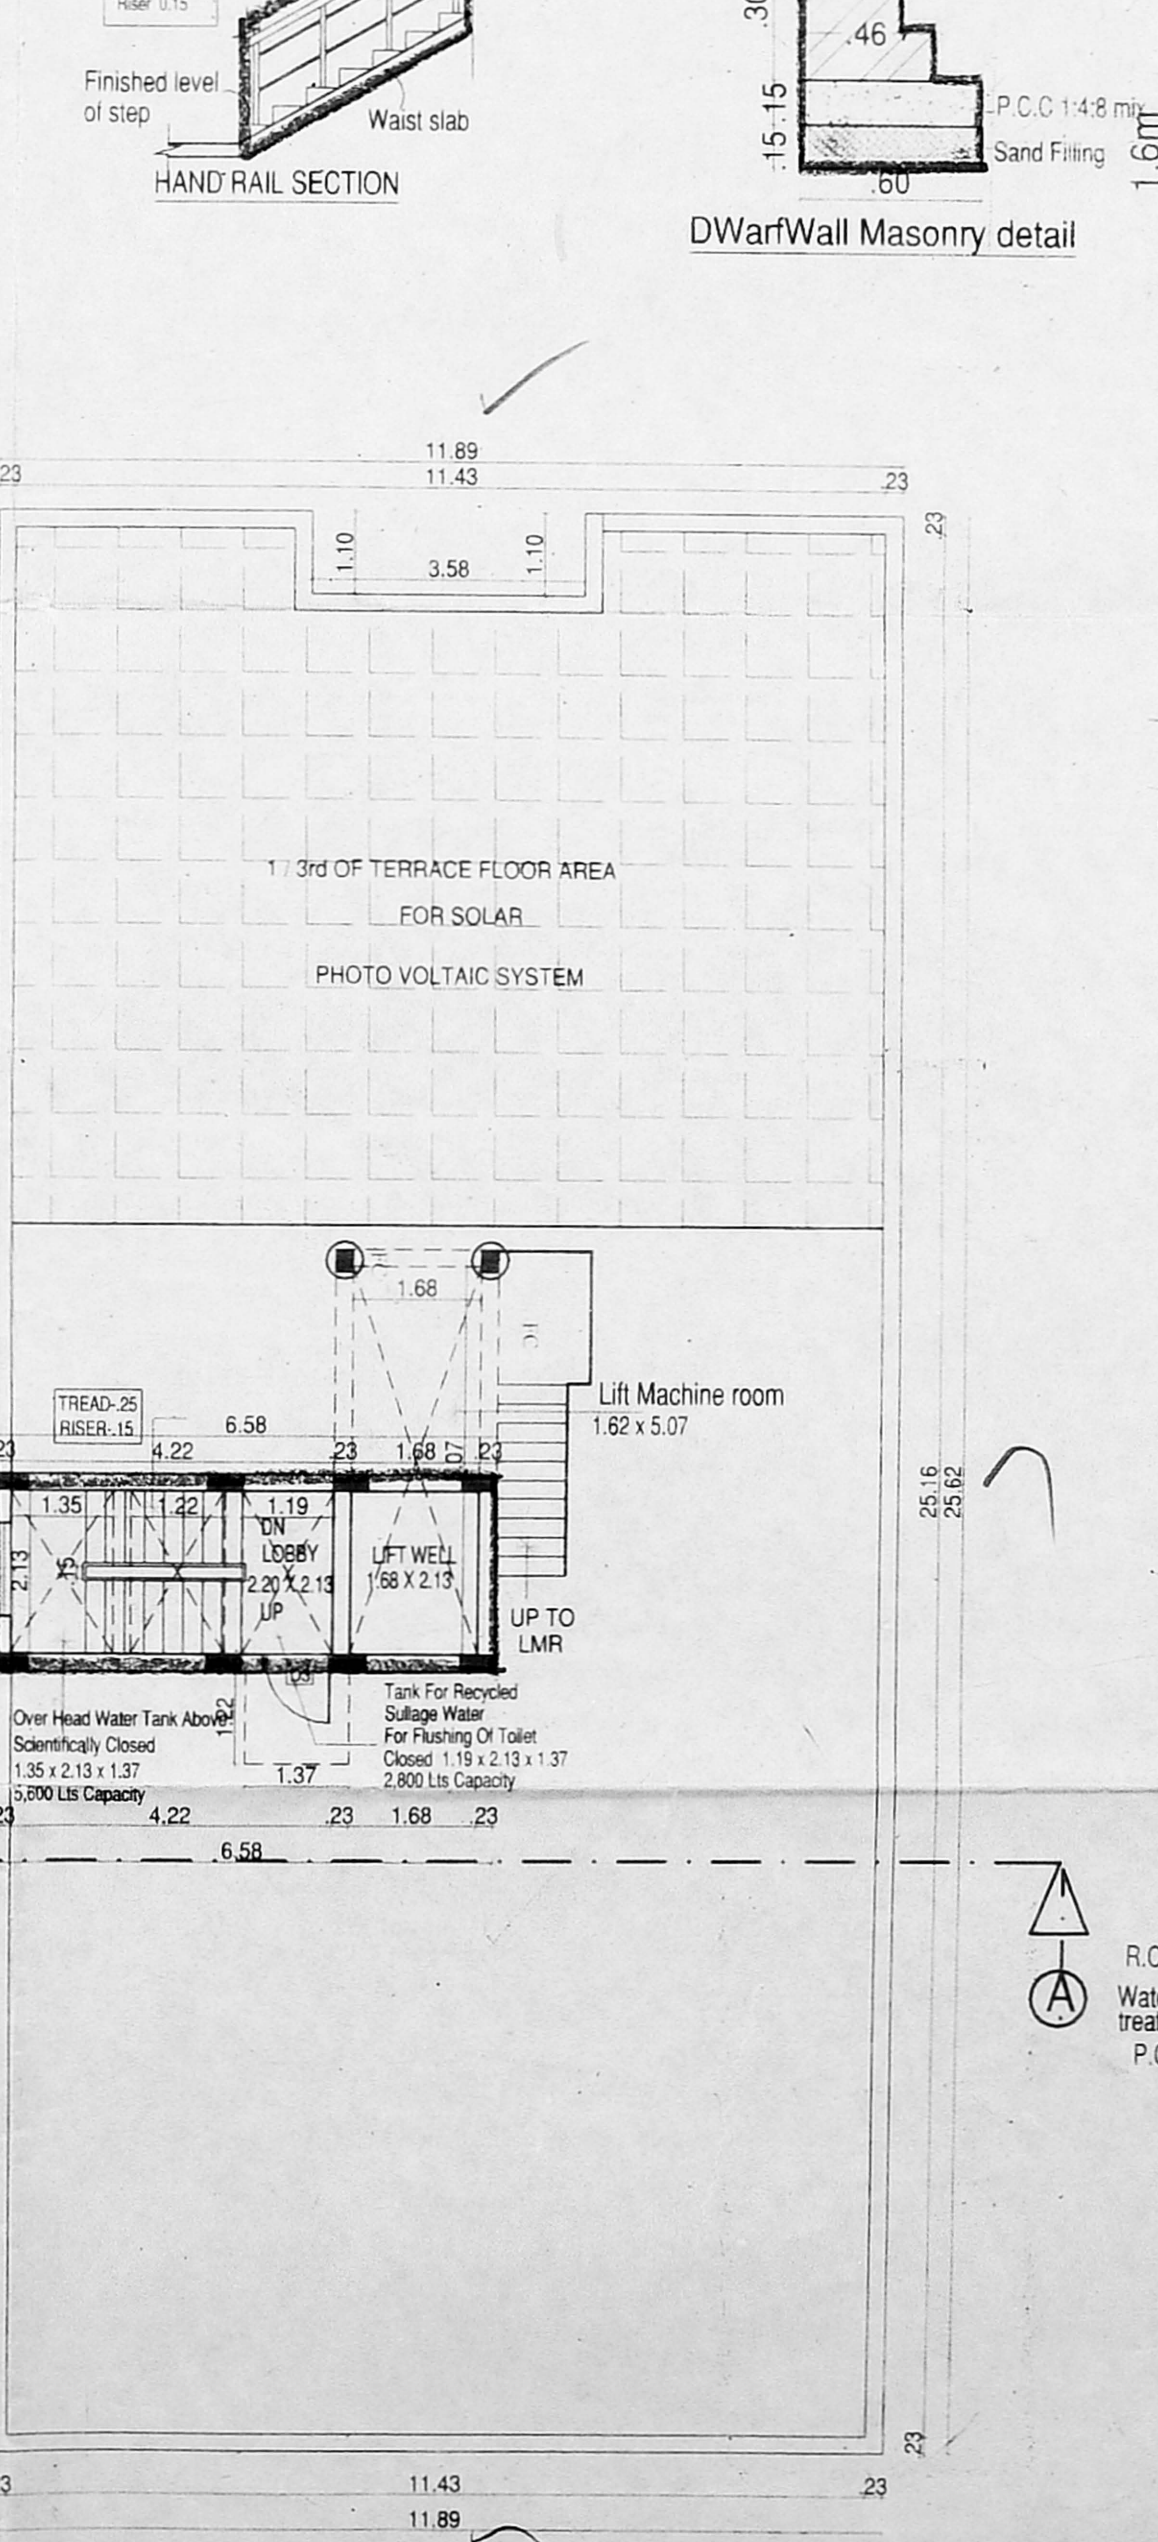 Riser 0.15
Finished level
of step
Waist slab
HAND RAIL SECTION
.30
.46
.15
.15
P.C.C 1:4:8 mix
Sand Filling
.60
1.6m
DWarfWall Masonry detail
11.89
23
11.43
.23
.23
1.10
3.58
1.10
1 / 3rd OF TERRACE FLOOR AREA
FOR SOLAR
PHOTO VOLTAIC SYSTEM
1.68
Lift Machine room
1.62 x 5.07
TREAD-.25
RISER-.15
6.58
23
4.22
.23
1.68
.23
1.35
1.22
1.19
DN
LOBBY
2.20 X 2.13
UP
LIFT WELL
1.68 X 2.13
2.13
.15
UP TO
LMR
25.16
25.62
D3
Over Head Water Tank Above
Scientifically Closed
1.35 x 2.13 x 1.37
5,600 Lts Capacity
Tank For Recycled
Sullage Water
For Flushing Of Toilet
Closed 1.19 x 2.13 x 1.37
2,800 Lts Capacity
1.37
23
4.22
.23
1.68
.23
6.58
A
R.C
Wate
treat
P.C
.23
3
11.43
.23
11.89